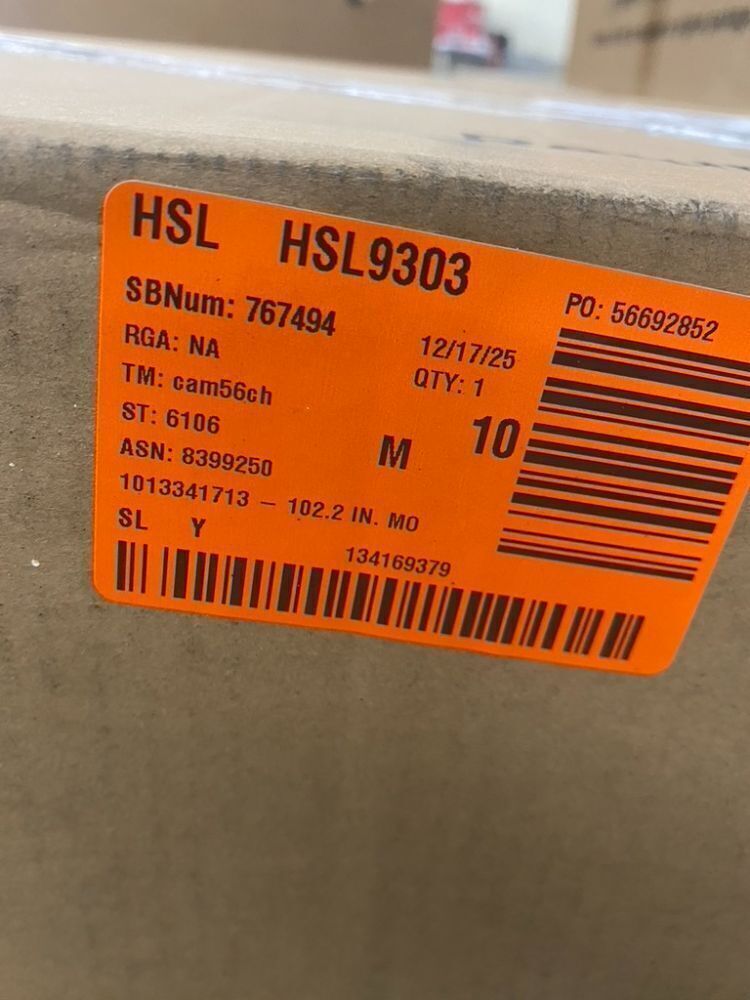 HSL HSL9303
SBNum: 767494
PO: 56692852
RGA: NA
12/17/25
TM: cam56ch
QTY: 1
ST: 6106
M 10
ASN: 8399250
1013341713 – 102.2 IN. MO
SL Y
134169379